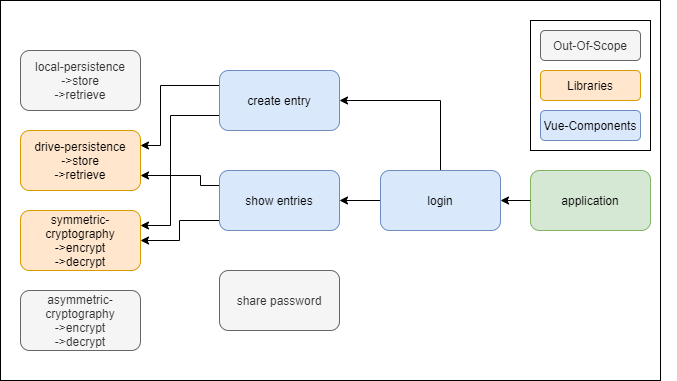 local-persistence
->store
->retrieve
drive-persistence
->store
->retrieve
symmetric-
cryptography
->encrypt
->decrypt
asymmetric-
cryptography
->encrypt
->decrypt
create entry
show entries
share password
login
application
Out-Of-Scope
Libraries
Vue-Components